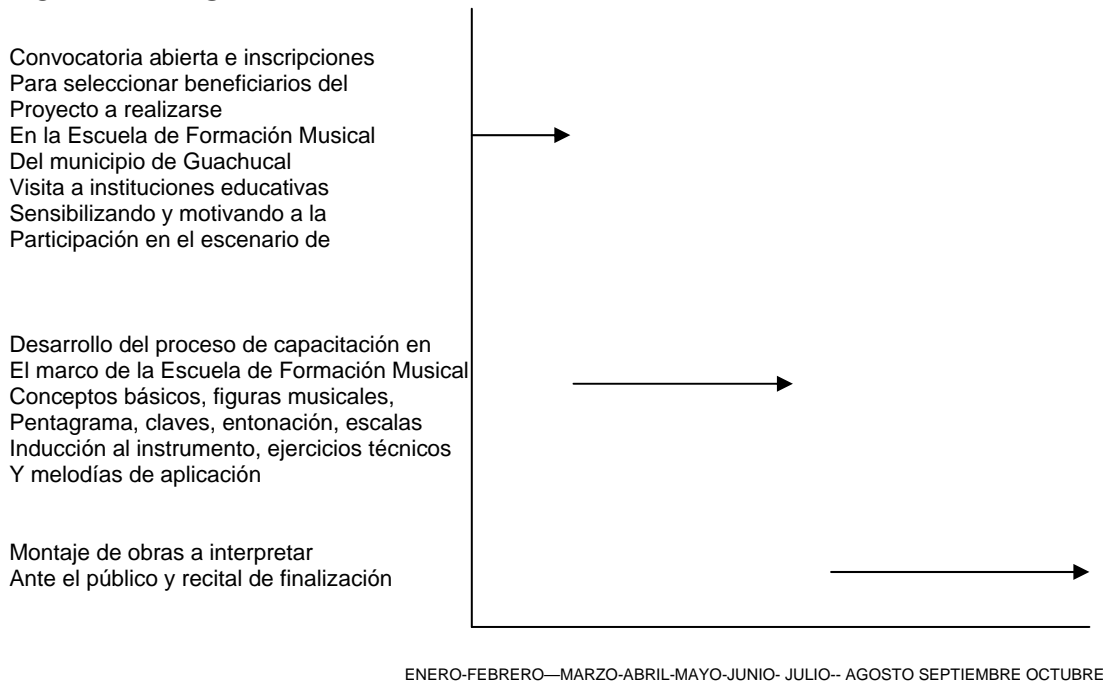 Convocatoria abierta e inscripciones
Para seleccionar beneficiarios del
Proyecto a realizarse
En la Escuela de Formación Musical
Del municipio de Guachucal
Visita a instituciones educativas
Sensibilizando y motivando a la
Participación en el escenario de
Desarrollo del proceso de capacitación en
El marco de la Escuela de Formación Musical
Conceptos básicos, figuras musicales,
Pentagrama, claves, entonación, escalas
Inducción al instrumento, ejercicios técnicos
Y melodías de aplicación
Montaje de obras a interpretar
Ante el público y recital de finalización
ENERO-FEBRERO—MARZO-ABRIL-MAYO-JUNIO- JULIO-- AGOSTO SEPTIEMBRE OCTUBRE